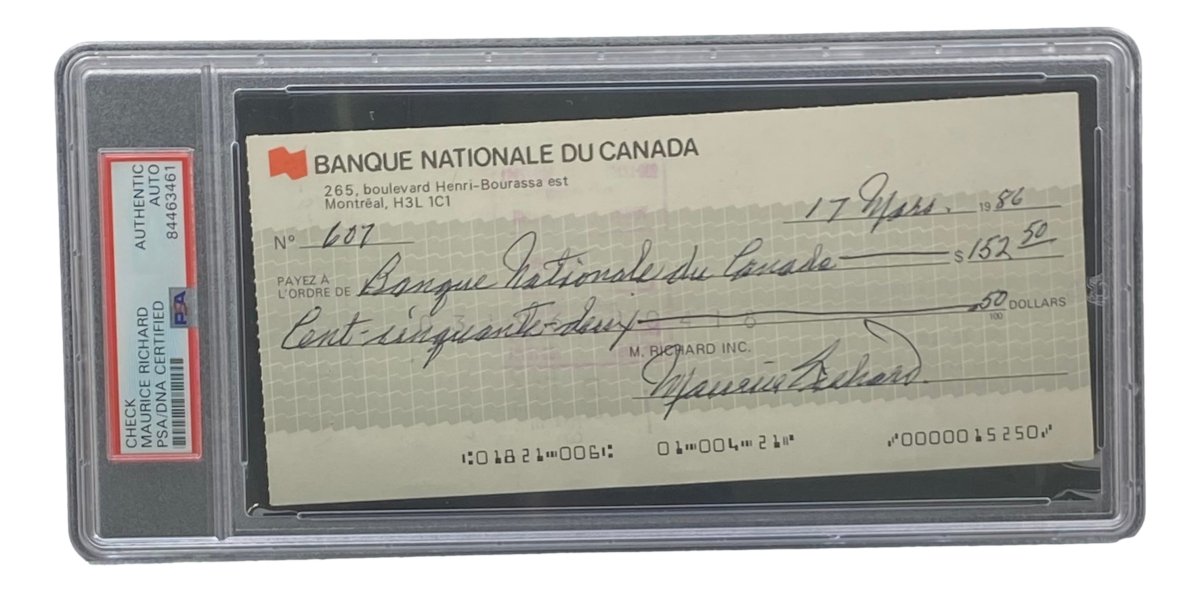 CHECK
MAURICE RICHARD
PSA/DNA CERTIFIED
AUTHENTIC
AUTO
84463461
PSA
BANQUE NATIONALE DU CANADA
265, boulevard Henri-Bourassa est
Montréal, H3L 1C1
17 Mars 1986
Nº 607
PAYEZ À
L'ORDRE DE Banque Nationale du Canada $ 152 50
Cent-cinquante-deux .50/100 DOLLARS
M. RICHARD INC.
Maurice Richard
01821 006 01 004 21 0000015250